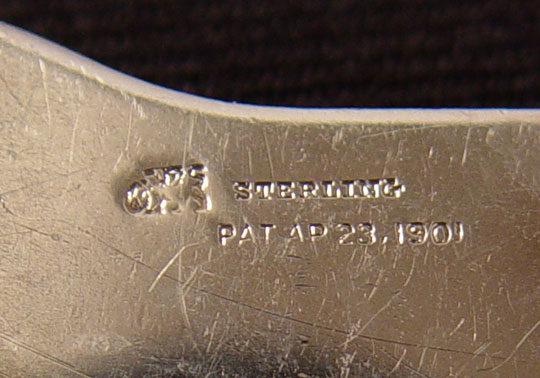 STERLING
PAT AP 23, 1901